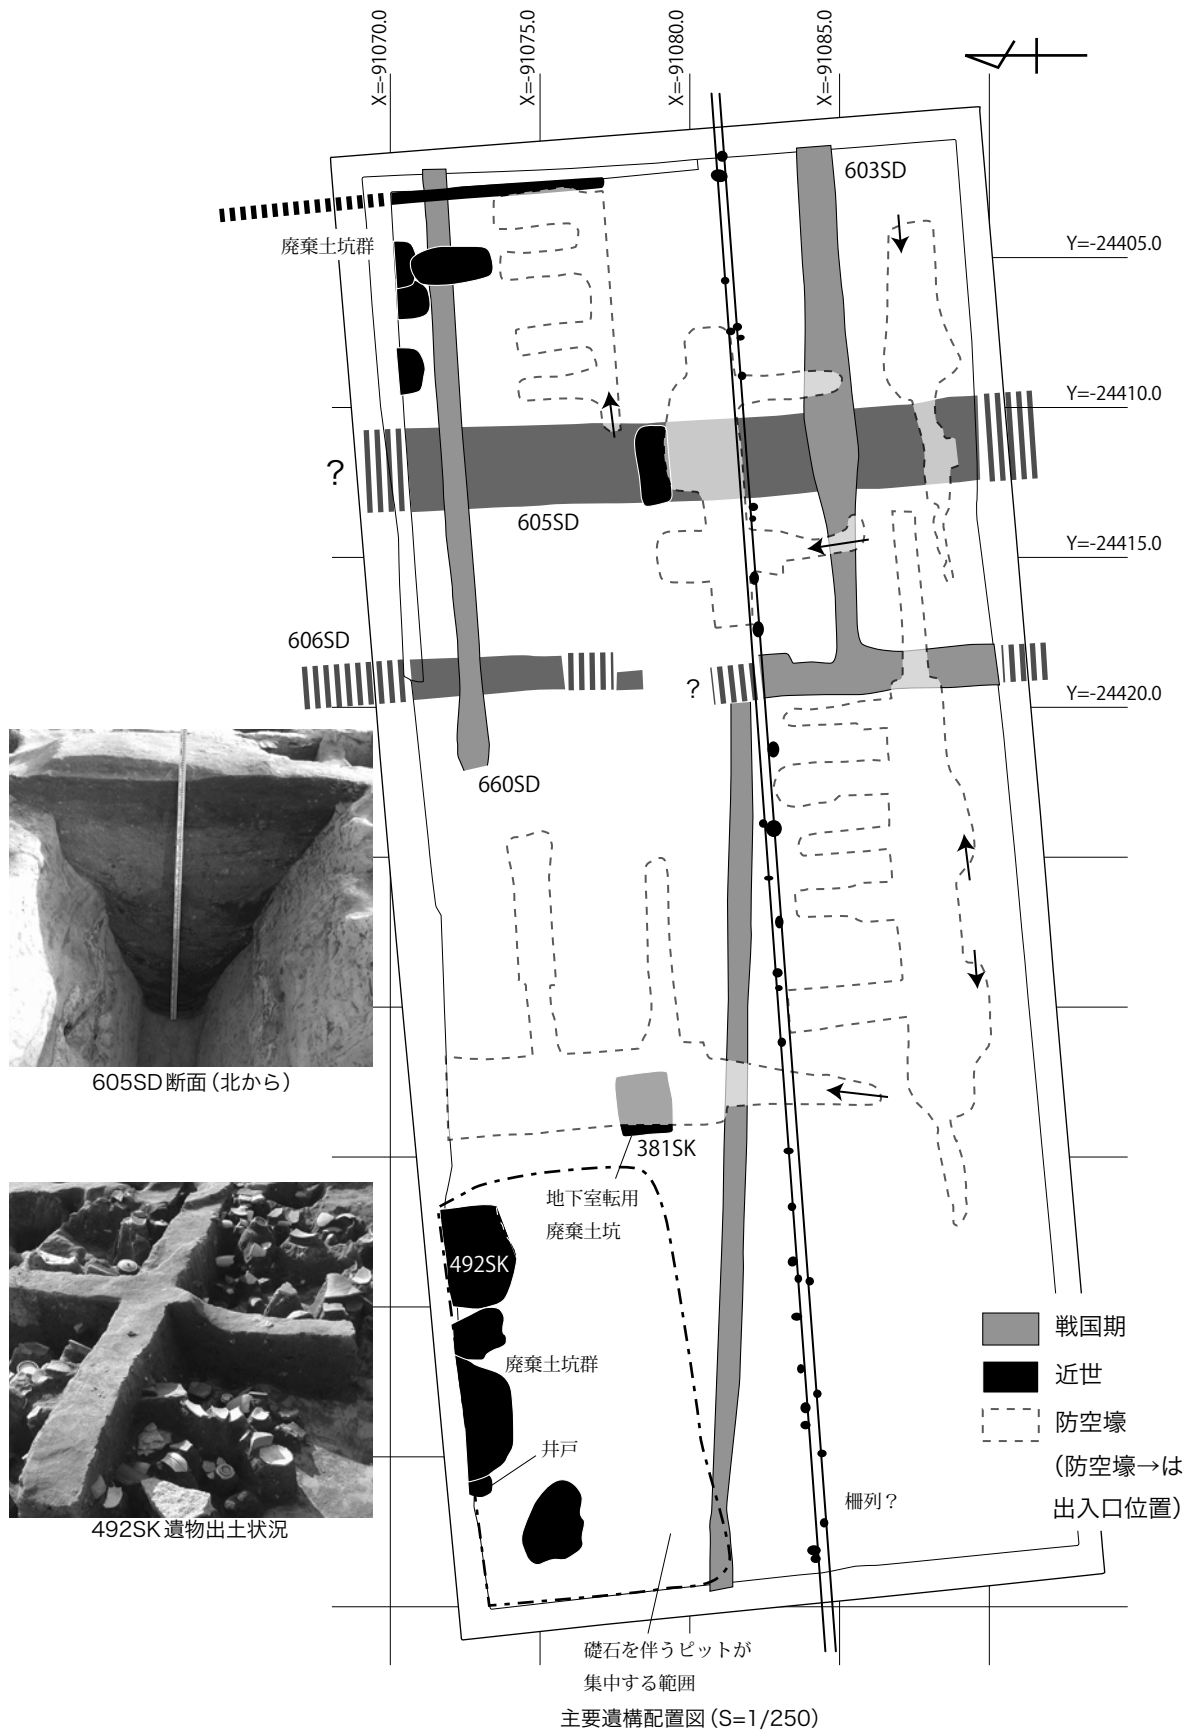 X=-91070.0
X=-91075.0
X=-91080.0
X=-91085.0
603SD
廃棄土坑群
Y=-24405.0
Y=-24410.0
?
605SD
Y=-24415.0
606SD
?
Y=-24420.0
660SD
605SD断面(北から)
381SK
地下室転用
廃棄土坑
492SK
戦国期
廃棄土坑群
近世
防空壕
井戸
(防空壕→は
出入口位置)
柵列?
492SK遺物出土状況
礎石を伴うピットが
集中する範囲
主要遺構配置図(S=1/250)